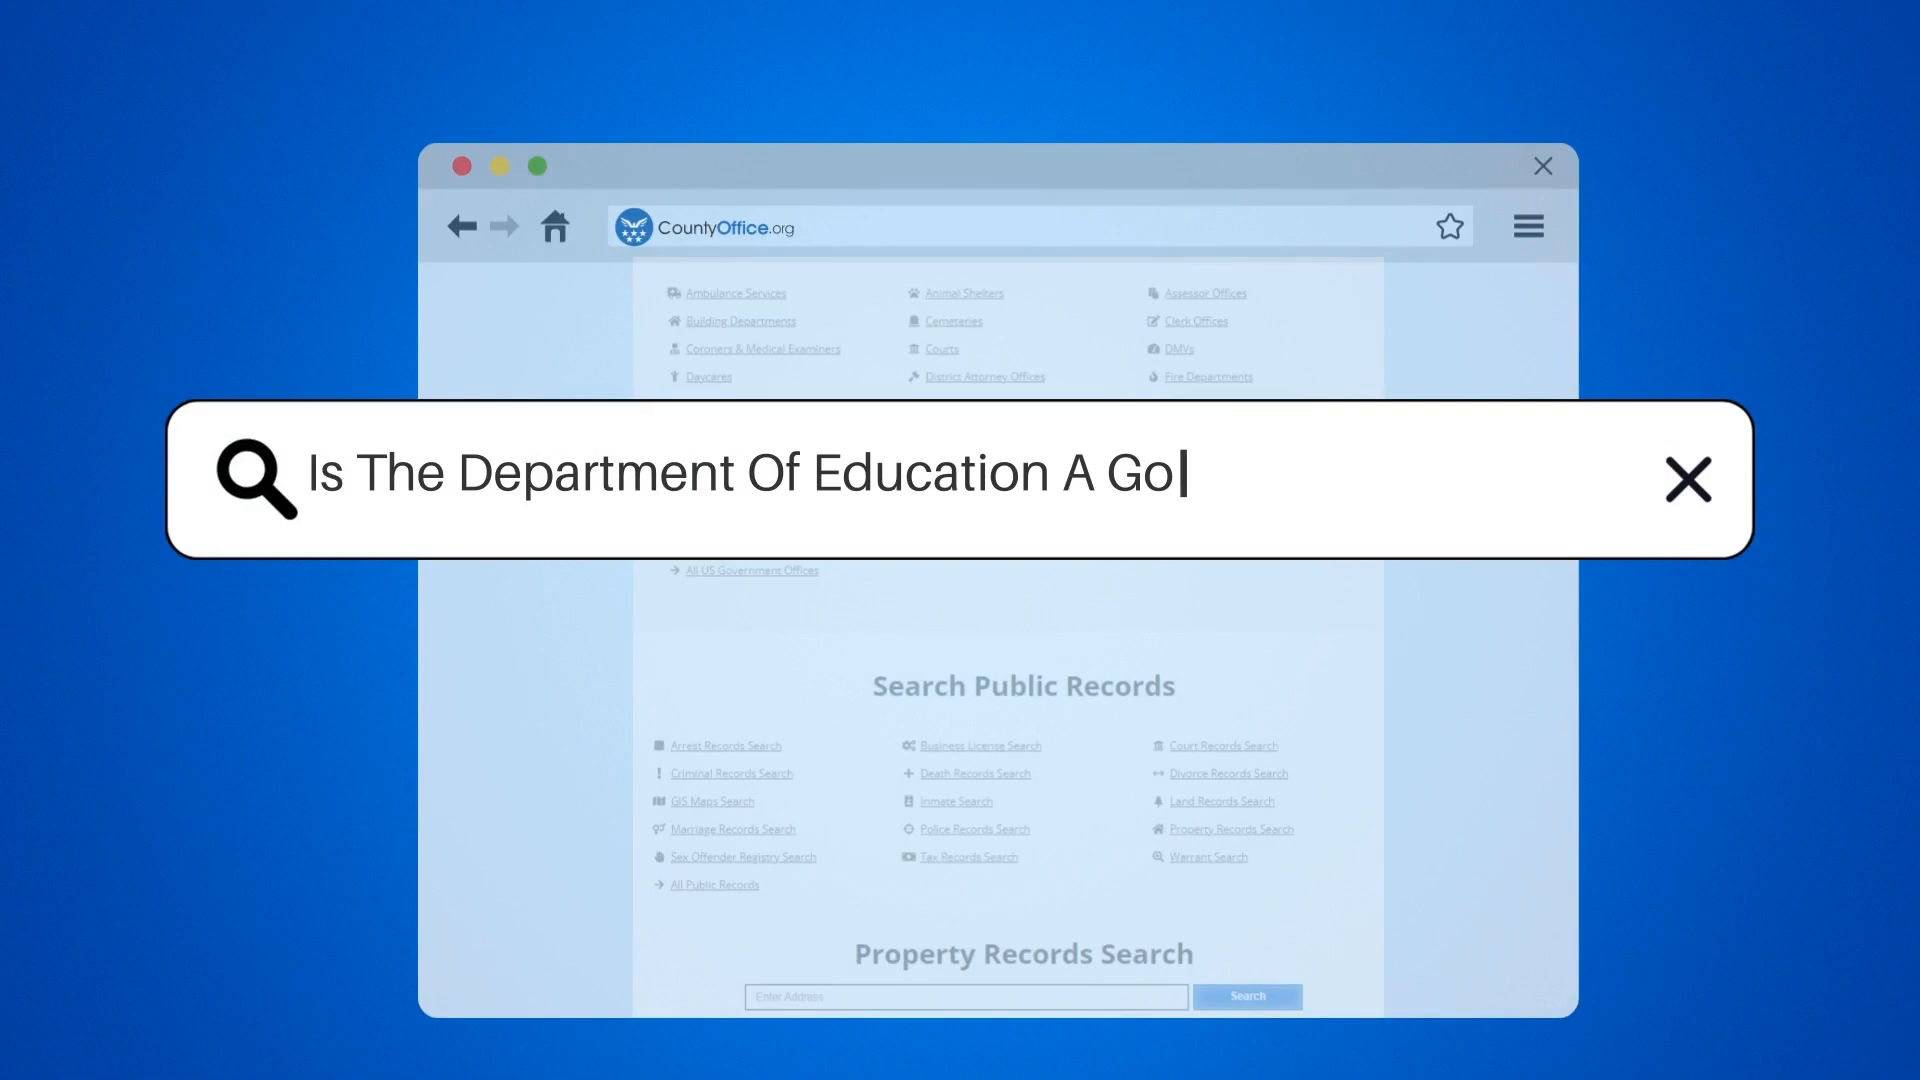 CountyOffice.org
Ambulance Services Animal Shelters Assessor Offices
Building Departments Cemeteries Clerk Offices
Coroners & Medical Examiners Courts DMVs
Daycares District Attorney Offices Fire Departments
Is The Department Of Education A Go
All US Government Offices
Search Public Records
Arrest Records Search Business License Search Court Records Search
Criminal Records Search Death Records Search Divorce Records Search
GIS Maps Search Inmate Search Land Records Search
Marriage Records Search Police Records Search Property Records Search
Sex Offender Registry Search Tax Records Search Warrant Search
All Public Records
Property Records Search
Enter Address Search